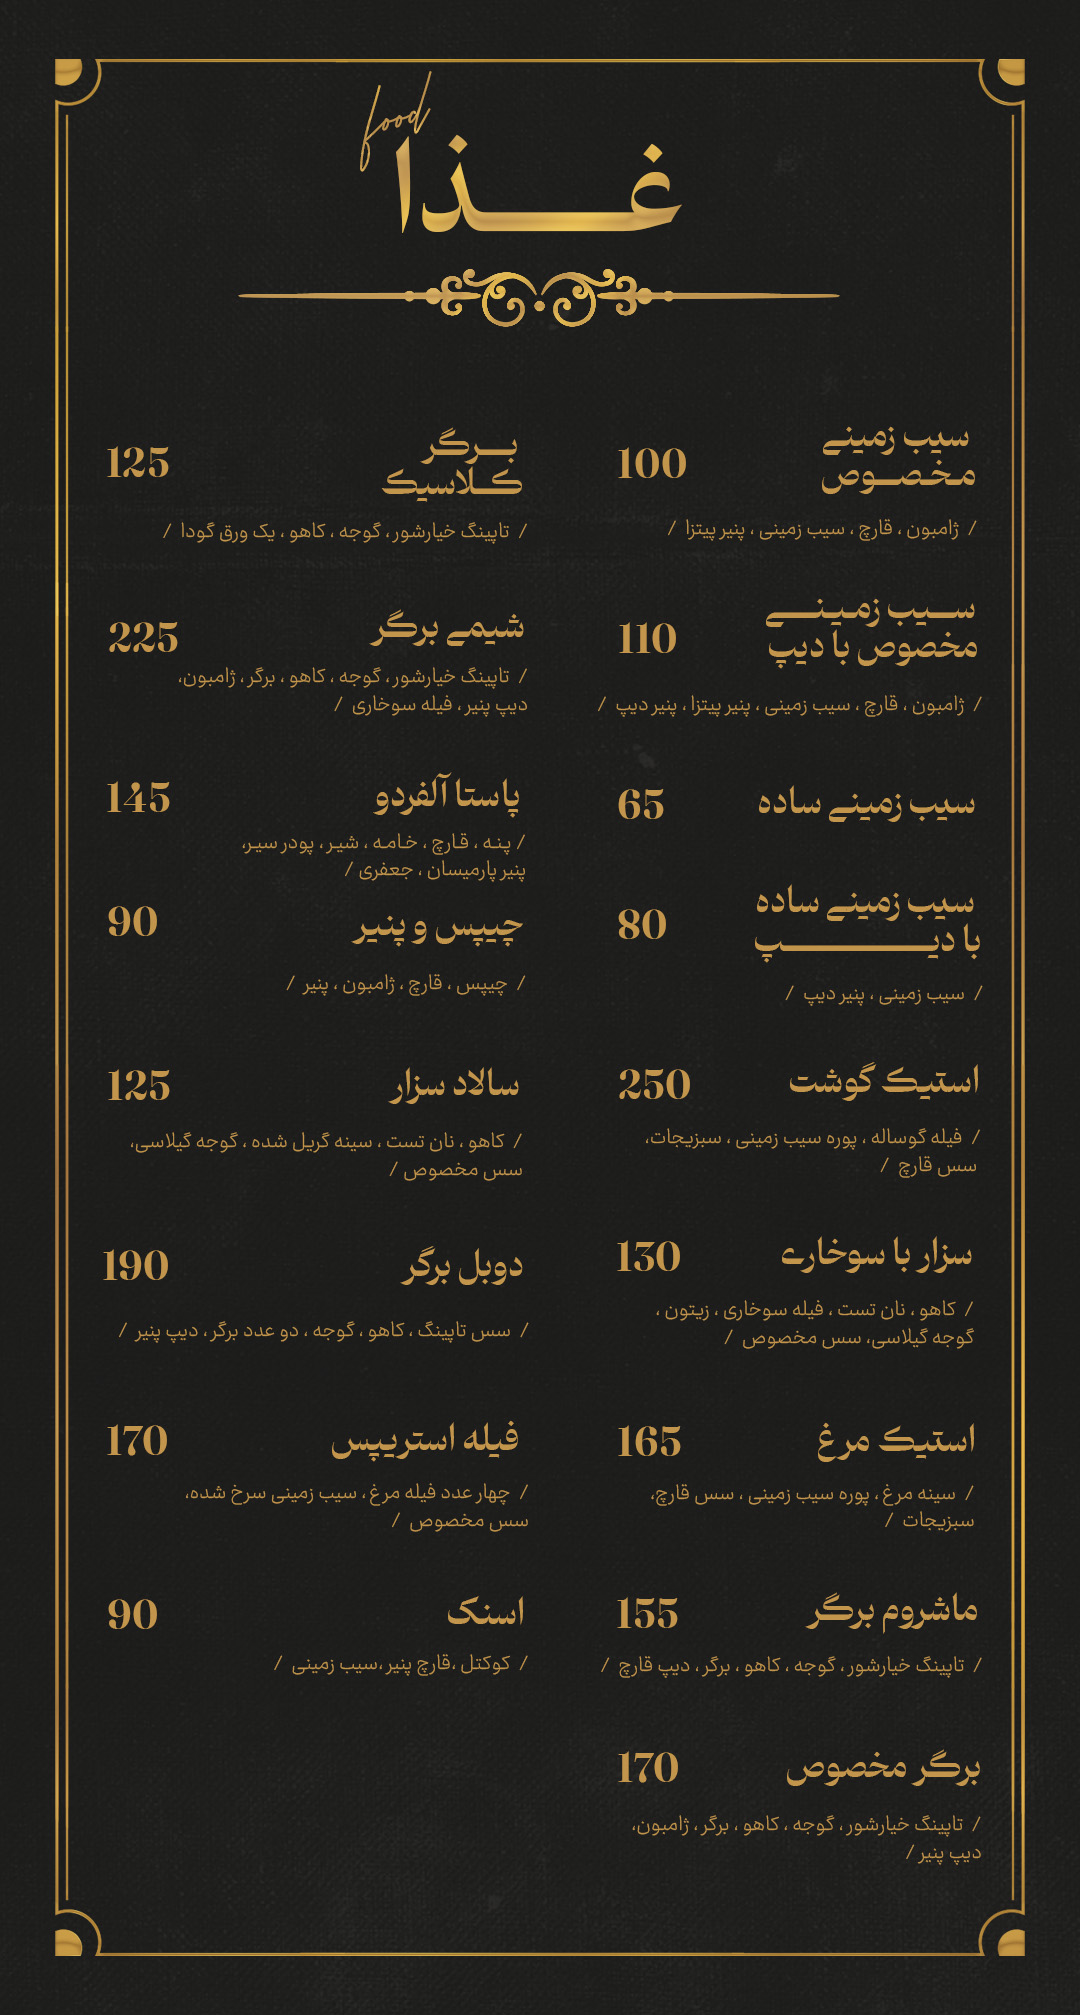 food
غذا
سیب زمینی
مخصوص
100
/ ژامبون ، قارچ ، سیب زمینی ، پنیر پیتزا /
سیب زمینی
مخصوص با دیپ
110
/ ژامبون ، قارچ ، سیب زمینی ، پنیر پیتزا ، پنیر دیپ /
سیب زمینی ساده
65
سیب زمینی ساده
با دیپ
80
/ سیب زمینی ، پنیر دیپ /
استیک گوشت
250
/ فیله گوساله ، پوره سیب زمینی ، سبزیجات،
سس قارچ /
سزار با سوخاری
130
/ کاهو ، نان تست ، فیله سوخاری ، زیتون ،
گوجه گیلاسی، سس مخصوص /
استیک مرغ
165
/ سینه مرغ ، پوره سیب زمینی ، سس قارچ،
سبزیجات /
ماشروم برگر
155
/ تاپینگ خیارشور ، گوجه ، کاهو ، برگر ، دیپ قارچ /
برگر مخصوص
170
/ تاپینگ خیارشور ، گوجه ، کاهو ، برگر ، ژامبون،
دیپ پنیر /
برگر
کلاسیک
125
/ تاپینگ خیارشور ، گوجه ، کاهو ، یک ورق گودا /
شیمی برگر
225
/ تاپینگ خیارشور ، گوجه ، کاهو ، برگر ، ژامبون،
دیپ پنیر ، فیله سوخاری /
پاستا آلفردو
145
/ پنه ، قارچ ، خامه ، شیر ، پودر سیر،
پنیر پارمیسان ، جعفری /
چیپس و پنیر
90
/ چیپس ، قارچ ، ژامبون ، پنیر /
سالاد سزار
125
/ کاهو ، نان تست ، سینه گریل شده ، گوجه گیلاسی،
سس مخصوص /
دوبل برگر
190
/ سس تاپینگ ، کاهو ، گوجه ، دو عدد برگر ، دیپ پنیر /
فیله استریپس
170
/ چهار عدد فیله مرغ ، سیب زمینی سرخ شده،
سس مخصوص /
اسنک
90
/ کوکتل ،قارچ پنیر ،سیب زمینی /